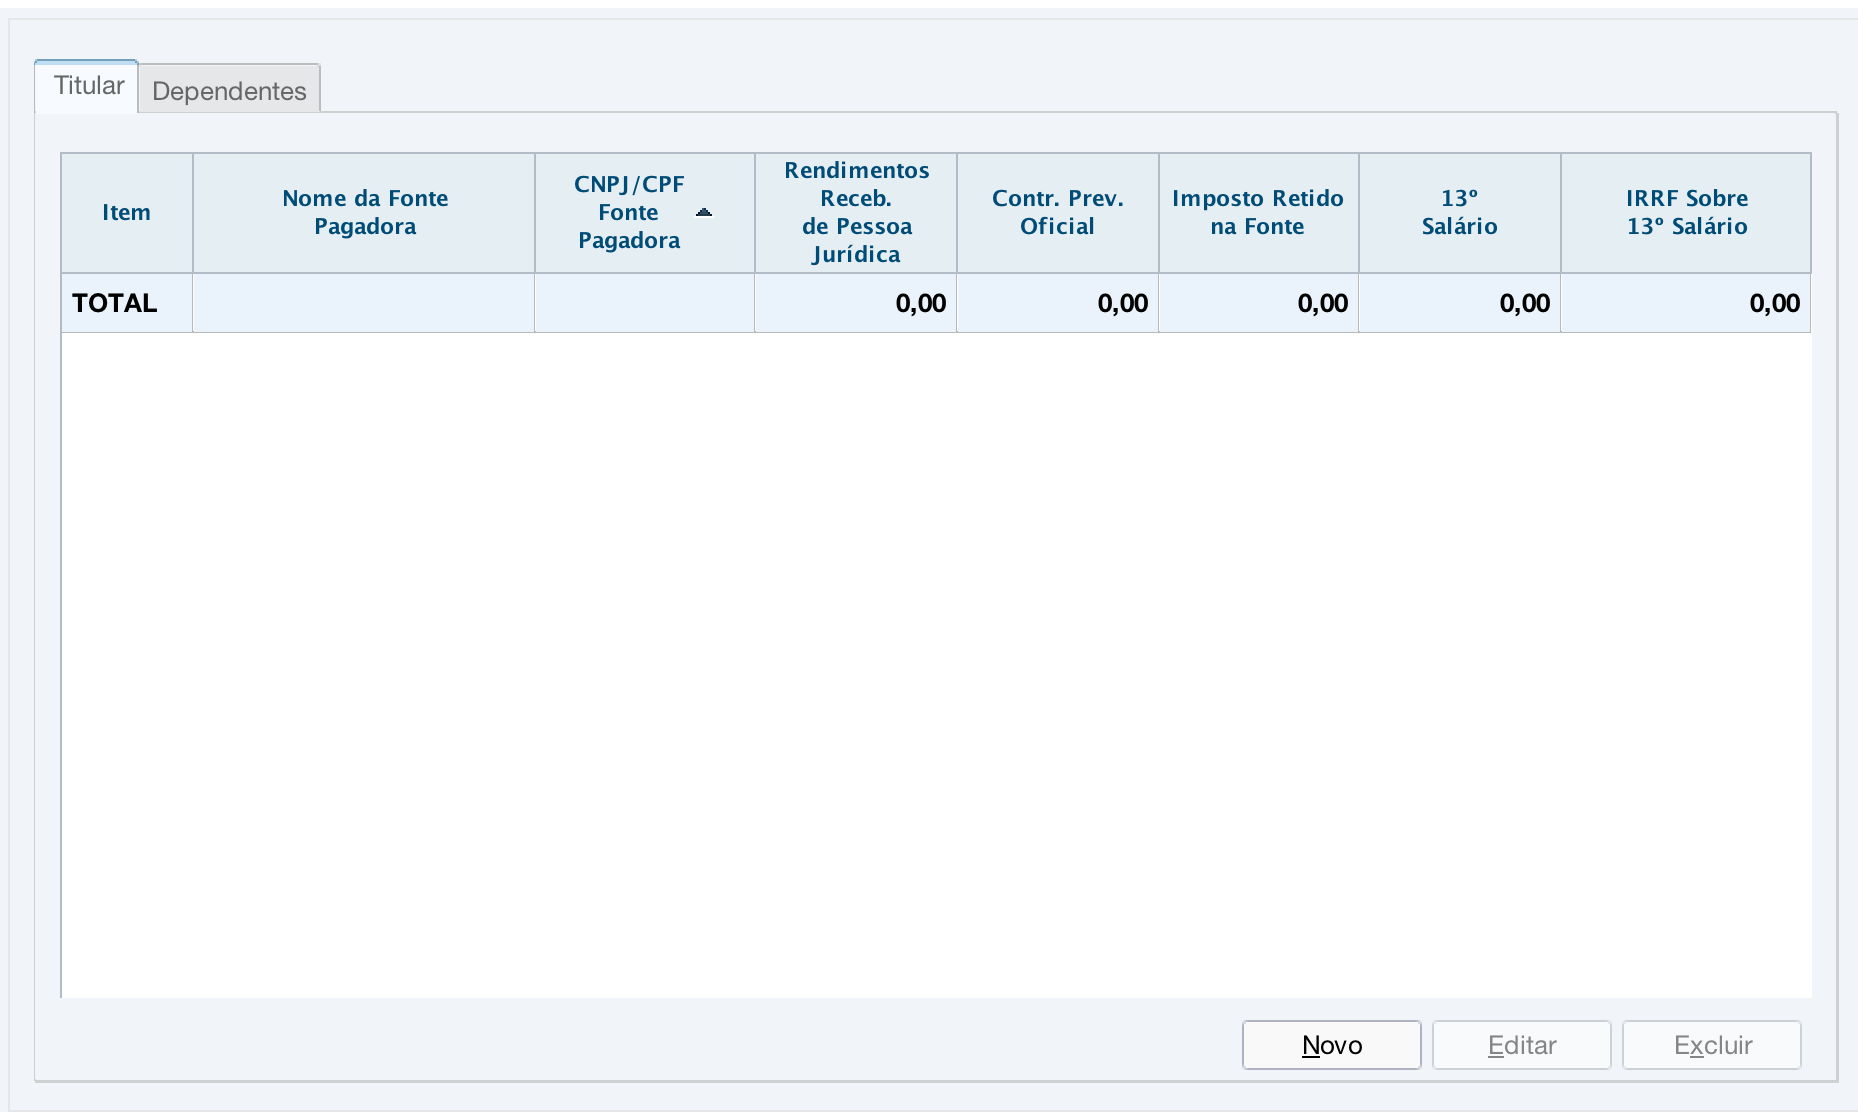 Titular
Dependentes
Item
Nome da Fonte
Pagadora
CNPJ/CPF
Fonte
Pagadora
Rendimentos
Receb.
de Pessoa
Jurídica
Contr. Prev.
Oficial
Imposto Retido
na Fonte
13º
Salário
IRRF Sobre
13º Salário
TOTAL 0,00 0,00 0,00 0,00 0,00
Novo
Editar
Excluir